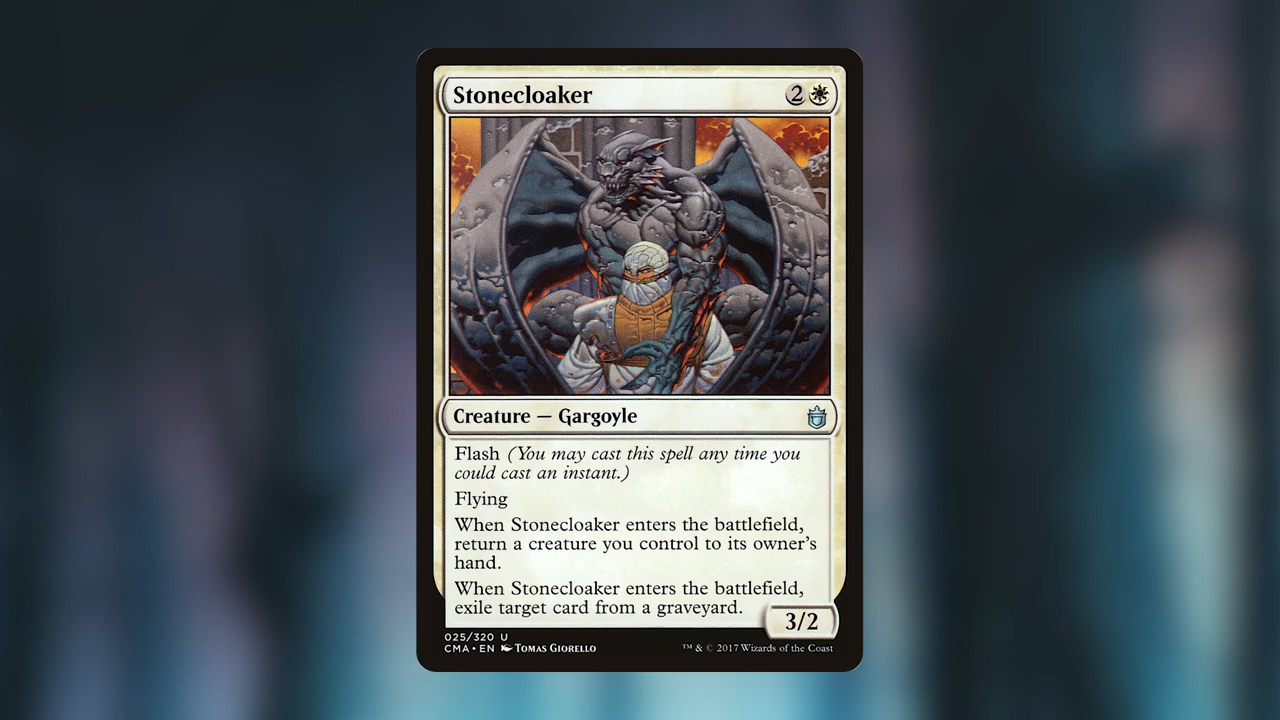 Stonecloaker 2
Creature — Gargoyle
Flash (You may cast this spell any time you
could cast an instant.)
Flying
When Stonecloaker enters the battlefield,
return a creature you control to its owner's
hand.
When Stonecloaker enters the battlefield,
exile target card from a graveyard.
3/2
025/320 U
CMA • EN Tomas Giorello
™ & © 2017 Wizards of the Coast